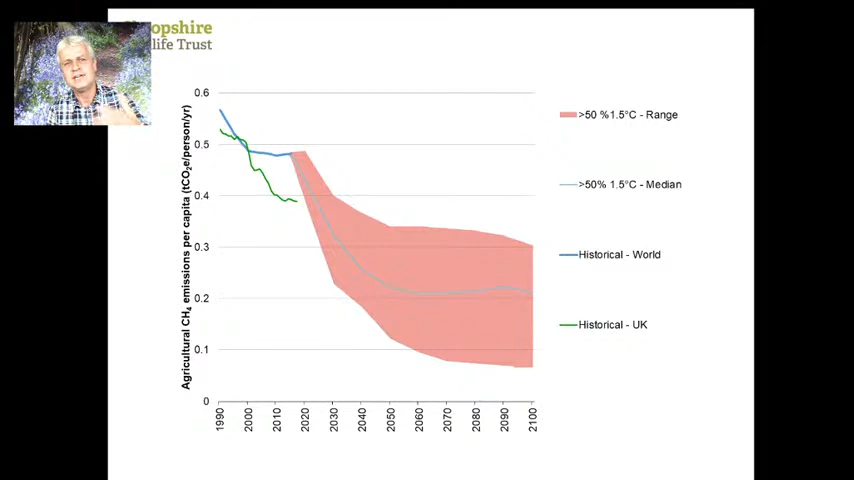 opshire
life Trust
Agricultural CH4 emissions per capita (tCO2e/person/yr)
0.6
0.5
0.4
0.3
0.2
0.1
0
1990
2000
2010
2020
2030
2040
2050
2060
2070
2080
2090
2100
>50 %1.5°C - Range
>50% 1.5°C - Median
Historical - World
Historical - UK